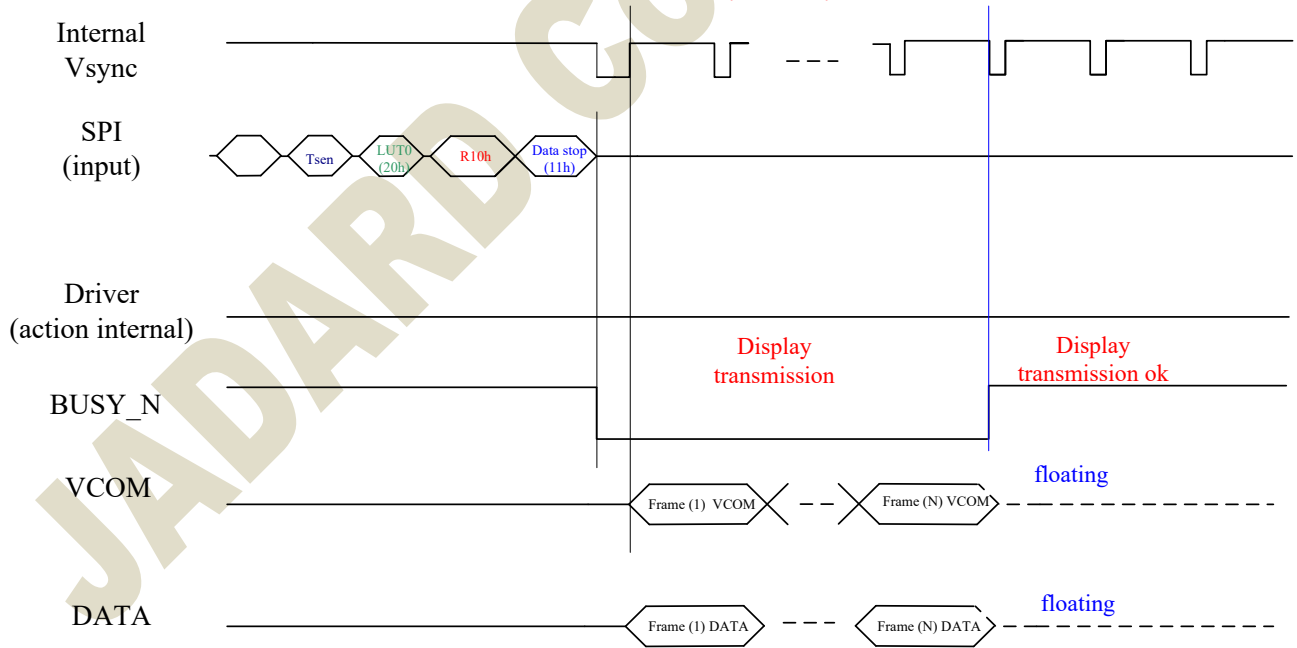 Internal
Vsync
SPI
(input)
Tsen
LUT0
(20h)
R10h
Data stop
(11h)
Driver
(action internal)
Display
transmission
Display
transmission ok
BUSY_N
VCOM
Frame (1) VCOM
Frame (N) VCOM
floating
DATA
Frame (1) DATA
Frame (N) DATA
floating
JADARD